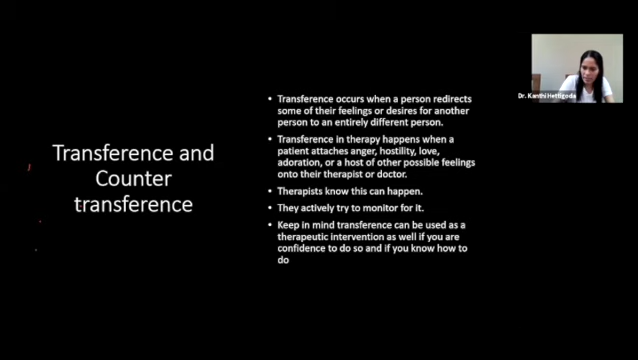 Dr. Kanthi Hettigoda
Transference and
Counter
transference
• Transference occurs when a person redirects
some of their feelings or desires for another
person to an entirely different person.
• Transference in therapy happens when a
patient attaches anger, hostility, love,
adoration, or a host of other possible feelings
onto their therapist or doctor.
• Therapists know this can happen.
• They actively try to monitor for it.
• Keep in mind transference can be used as a
therapeutic intervention as well if you are
confidence to do so and if you know how to
do